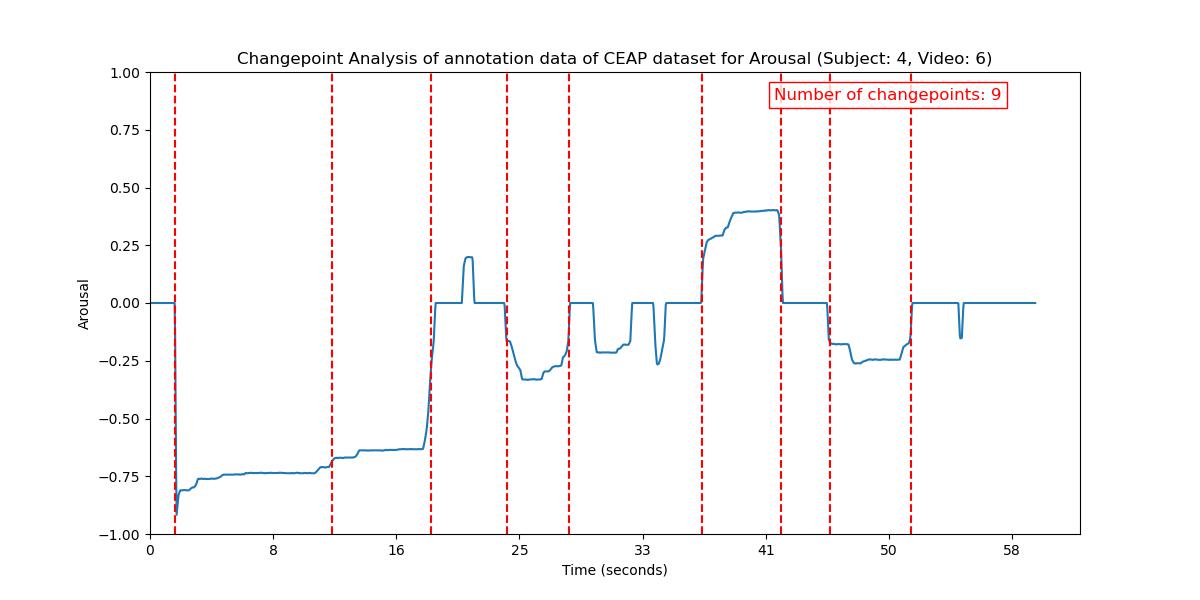 Changepoint Analysis of annotation data of CEAP dataset for Arousal (Subject: 4, Video: 6)
Number of changepoints: 9
1.00
0.75
0.50
0.25
0.00
−0.25
−0.50
−0.75
−1.00
Arousal
0 8 16 25 33 41 50 58
Time (seconds)